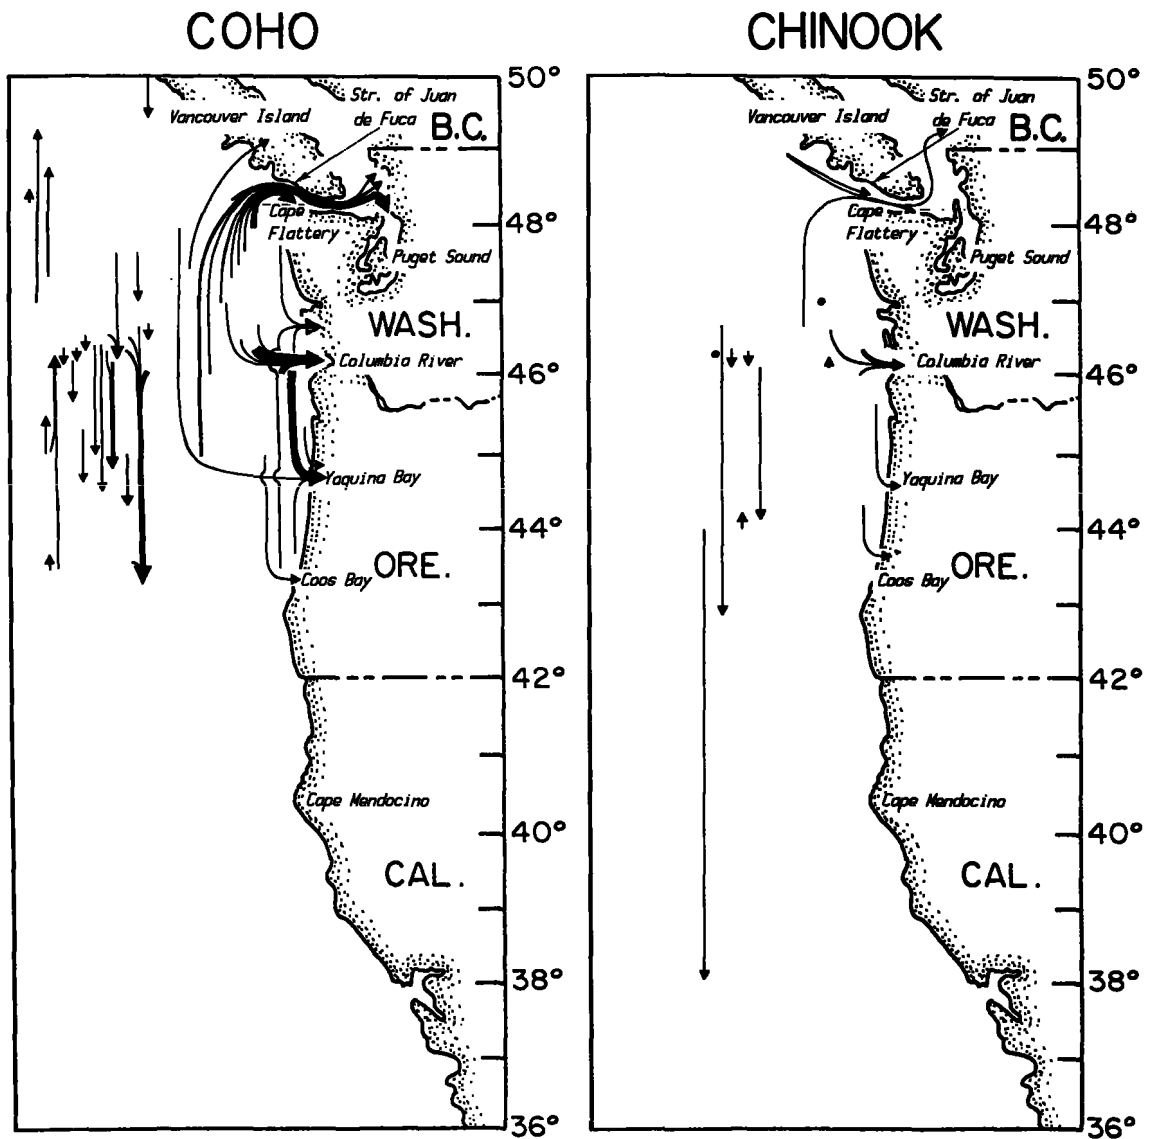 COHO
50°
Str. of Juan
de Fuca
Vancouver Island
B.C.
48°
Cape
Flattery
Puget Sound
WASH.
Columbia River
46°
Yaquina Bay
44°
ORE.
Coos Bay
42°
Cape Mendocino
40°
CAL.
38°
36°
CHINOOK
50°
Str. of Juan
de Fuca
Vancouver Island
B.C.
48°
Cape
Flattery
Puget Sound
WASH.
Columbia River
46°
Yaquina Bay
44°
ORE.
Coos Bay
42°
Cape Mendocino
40°
CAL.
38°
36°